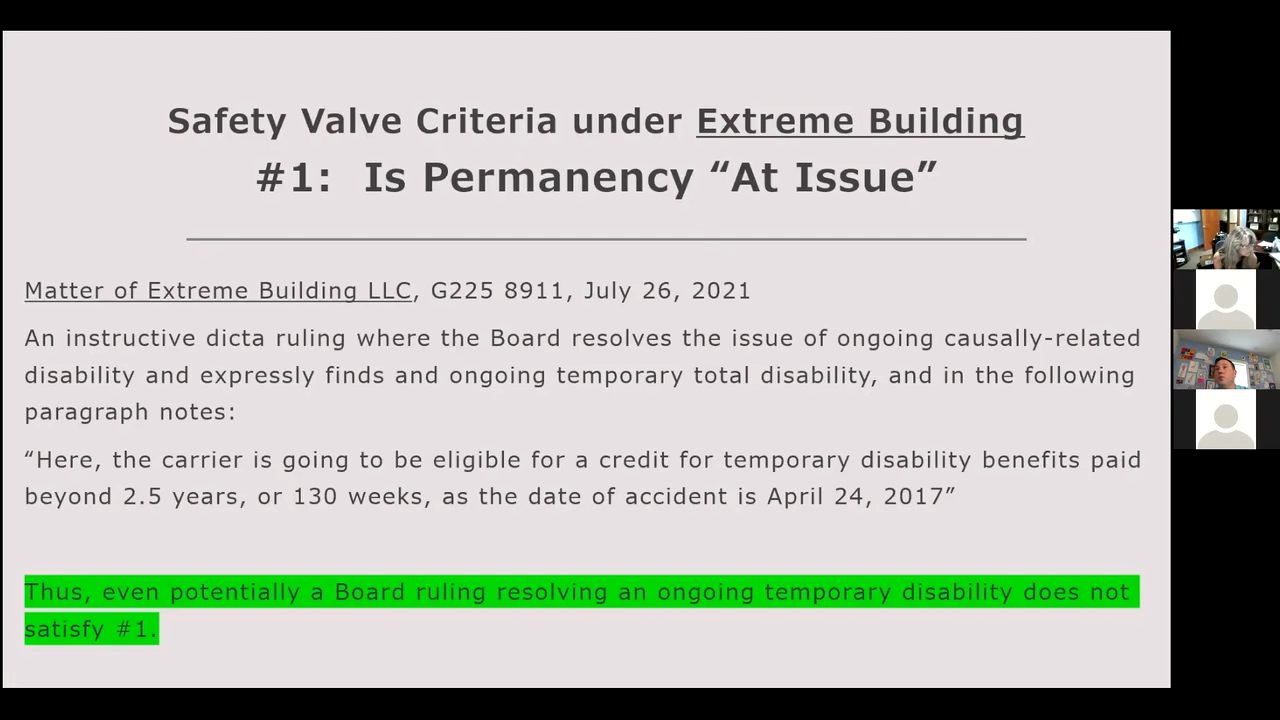 Safety Valve Criteria under Extreme Building
#1: Is Permanency “At Issue”
Matter of Extreme Building LLC, G225 8911, July 26, 2021
An instructive dicta ruling where the Board resolves the issue of ongoing causally-related
disability and expressly finds and ongoing temporary total disability, and in the following
paragraph notes:
“Here, the carrier is going to be eligible for a credit for temporary disability benefits paid
beyond 2.5 years, or 130 weeks, as the date of accident is April 24, 2017”
Thus, even potentially a Board ruling resolving an ongoing temporary disability does not
satisfy #1.